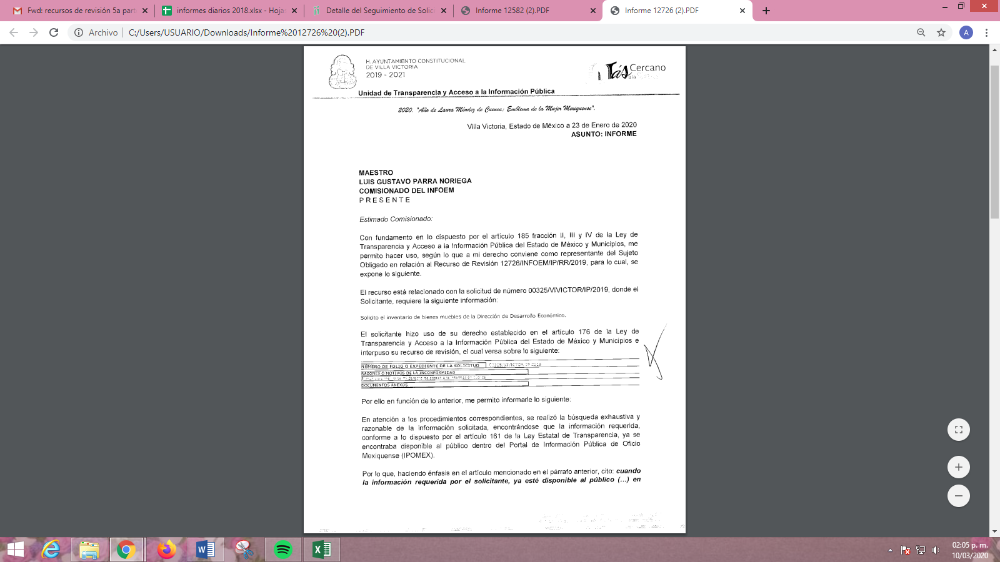 Fwd: recursos de revisión 5a part
informes diarios 2018.xlsx - Hoja
Detalle del Seguimiento de Solici
Informe 12582 (2).PDF
Informe 12726 (2).PDF
Archivo
C:/Users/USUARIO/Downloads/Informe%2012726%20(2).PDF
A
H. AYUNTAMIENTO CONSTITUCIONAL
DE VILLA VICTORIA
2019 - 2021
Cercano
a la
Unidad de Transparencia y Acceso a la Información Pública
2020. "Año de Laura Méndez de Cuenca; Emblema de la Mujer Mexiquense".
Villa Victoria, Estado de México a 23 de Enero de 2020
ASUNTO: INFORME
MAESTRO
LUIS GUSTAVO PARRA NORIEGA
COMISIONADO DEL INFOEM
P R E S E N T E
Estimado Comisionado:
Con fundamento en lo dispuesto por el artículo 185 fracción II, III y IV de la Ley de
Transparencia y Acceso a la Información Pública del Estado de México y Municipios, me
permito hacer uso, según lo que a mi derecho conviene como representante del Sujeto
Obligado en relación al Recurso de Revisión 12726/INFOEM/IP/RR/2019, para lo cual, se
expone lo siguiente.
El recurso está relacionado con la solicitud de número 00325/VIVICTOR/IP/2019, donde el
Solicitante, requiere la siguiente información:
Solicito el inventario de bienes muebles de la Dirección de Desarrollo Económico.
El solicitante hizo uso de su derecho establecido en el artículo 176 de la Ley de
Transparencia y Acceso a la Información Pública del Estado de México y Municipios e
interpuso su recurso de revisión, el cual versa sobre lo siguiente:
NÚMERO DE FOLIO O EXPEDIENTE DE LA SOLICITUD 00325/VIVICTOR/IP/2019
RAZONES O MOTIVOS DE LA INCONFORMIDAD
DOCUMENTOS ANEXOS
Por ello en función de lo anterior, me permito informarle lo siguiente:
En atención a los procedimientos correspondientes, se realizó la búsqueda exhaustiva y
razonable de la información solicitada, encontrándose que la información requerida,
conforme a lo dispuesto por el artículo 161 de la Ley Estatal de Transparencia, ya se
encontraba disponible al público dentro del Portal de Información Pública de Oficio
Mexiquense (IPOMEX).
Por lo que, haciendo énfasis en el artículo mencionado en el párrafo anterior, cito: cuando
la información requerida por el solicitante, ya esté disponible al público (...) en
02:05 p. m.
10/03/2020